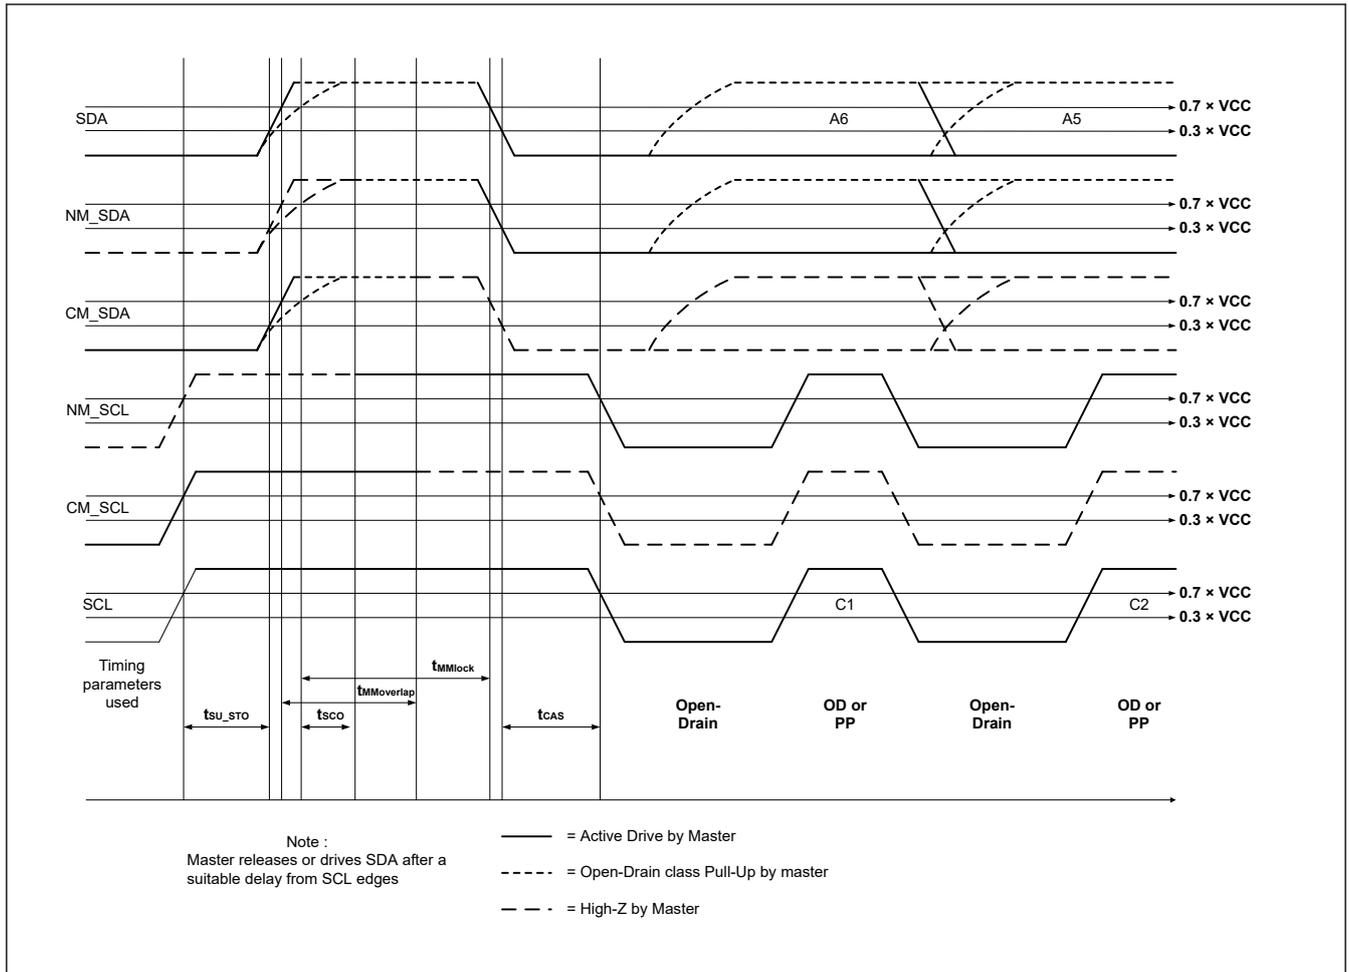 SDA
A6
A5
0.7 × VCC
0.3 × VCC
NM_SDA
0.7 × VCC
0.3 × VCC
CM_SDA
0.7 × VCC
0.3 × VCC
NM_SCL
0.7 × VCC
0.3 × VCC
CM_SCL
0.7 × VCC
0.3 × VCC
SCL
C1
C2
0.7 × VCC
0.3 × VCC
Timing
parameters
used
tMMlock
tMMoverlap
tSU_STO
tSCO
tCAS
Open-
Drain
OD or
PP
Open-
Drain
OD or
PP
Note :
Master releases or drives SDA after a
suitable delay from SCL edges
= Active Drive by Master
= Open-Drain class Pull-Up by master
= High-Z by Master